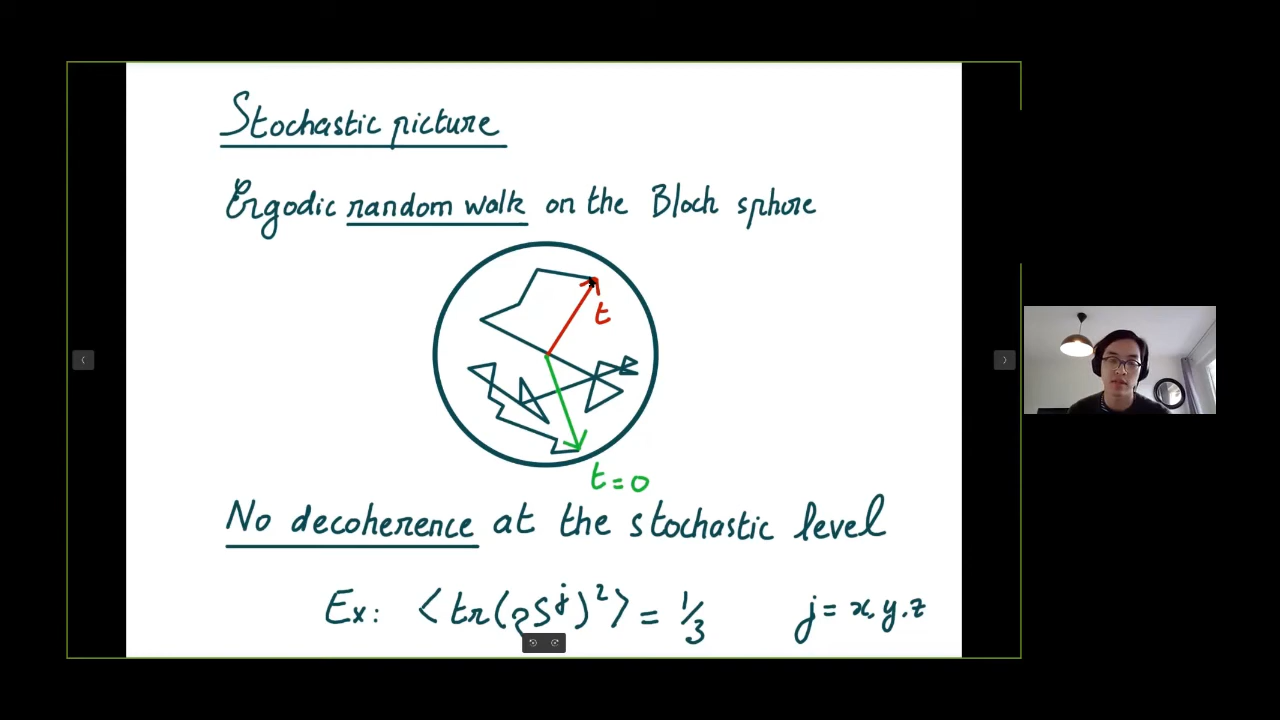 Stochastic picture
Ergodic random walk on the Bloch sphere
t
t=0
No decoherence at the stochastic level
Ex: <tr(ρS^j)^2> = 1/3 j = x,y,z